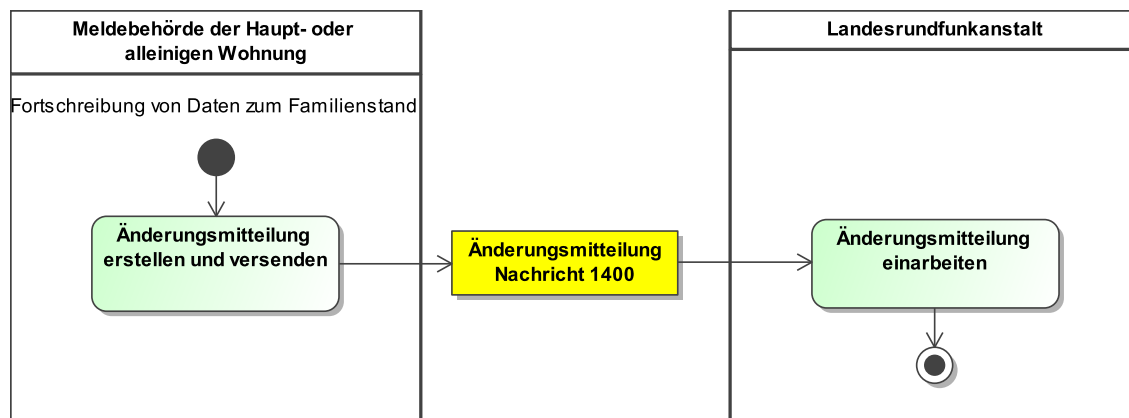 Meldebehörde der Haupt- oder
alleinigen Wohnung
Landesrundfunkanstalt
Fortschreibung von Daten zum Familienstand
Änderungsmitteilung
erstellen und versenden
Änderungsmitteilung
Nachricht 1400
Änderungsmitteilung
einarbeiten